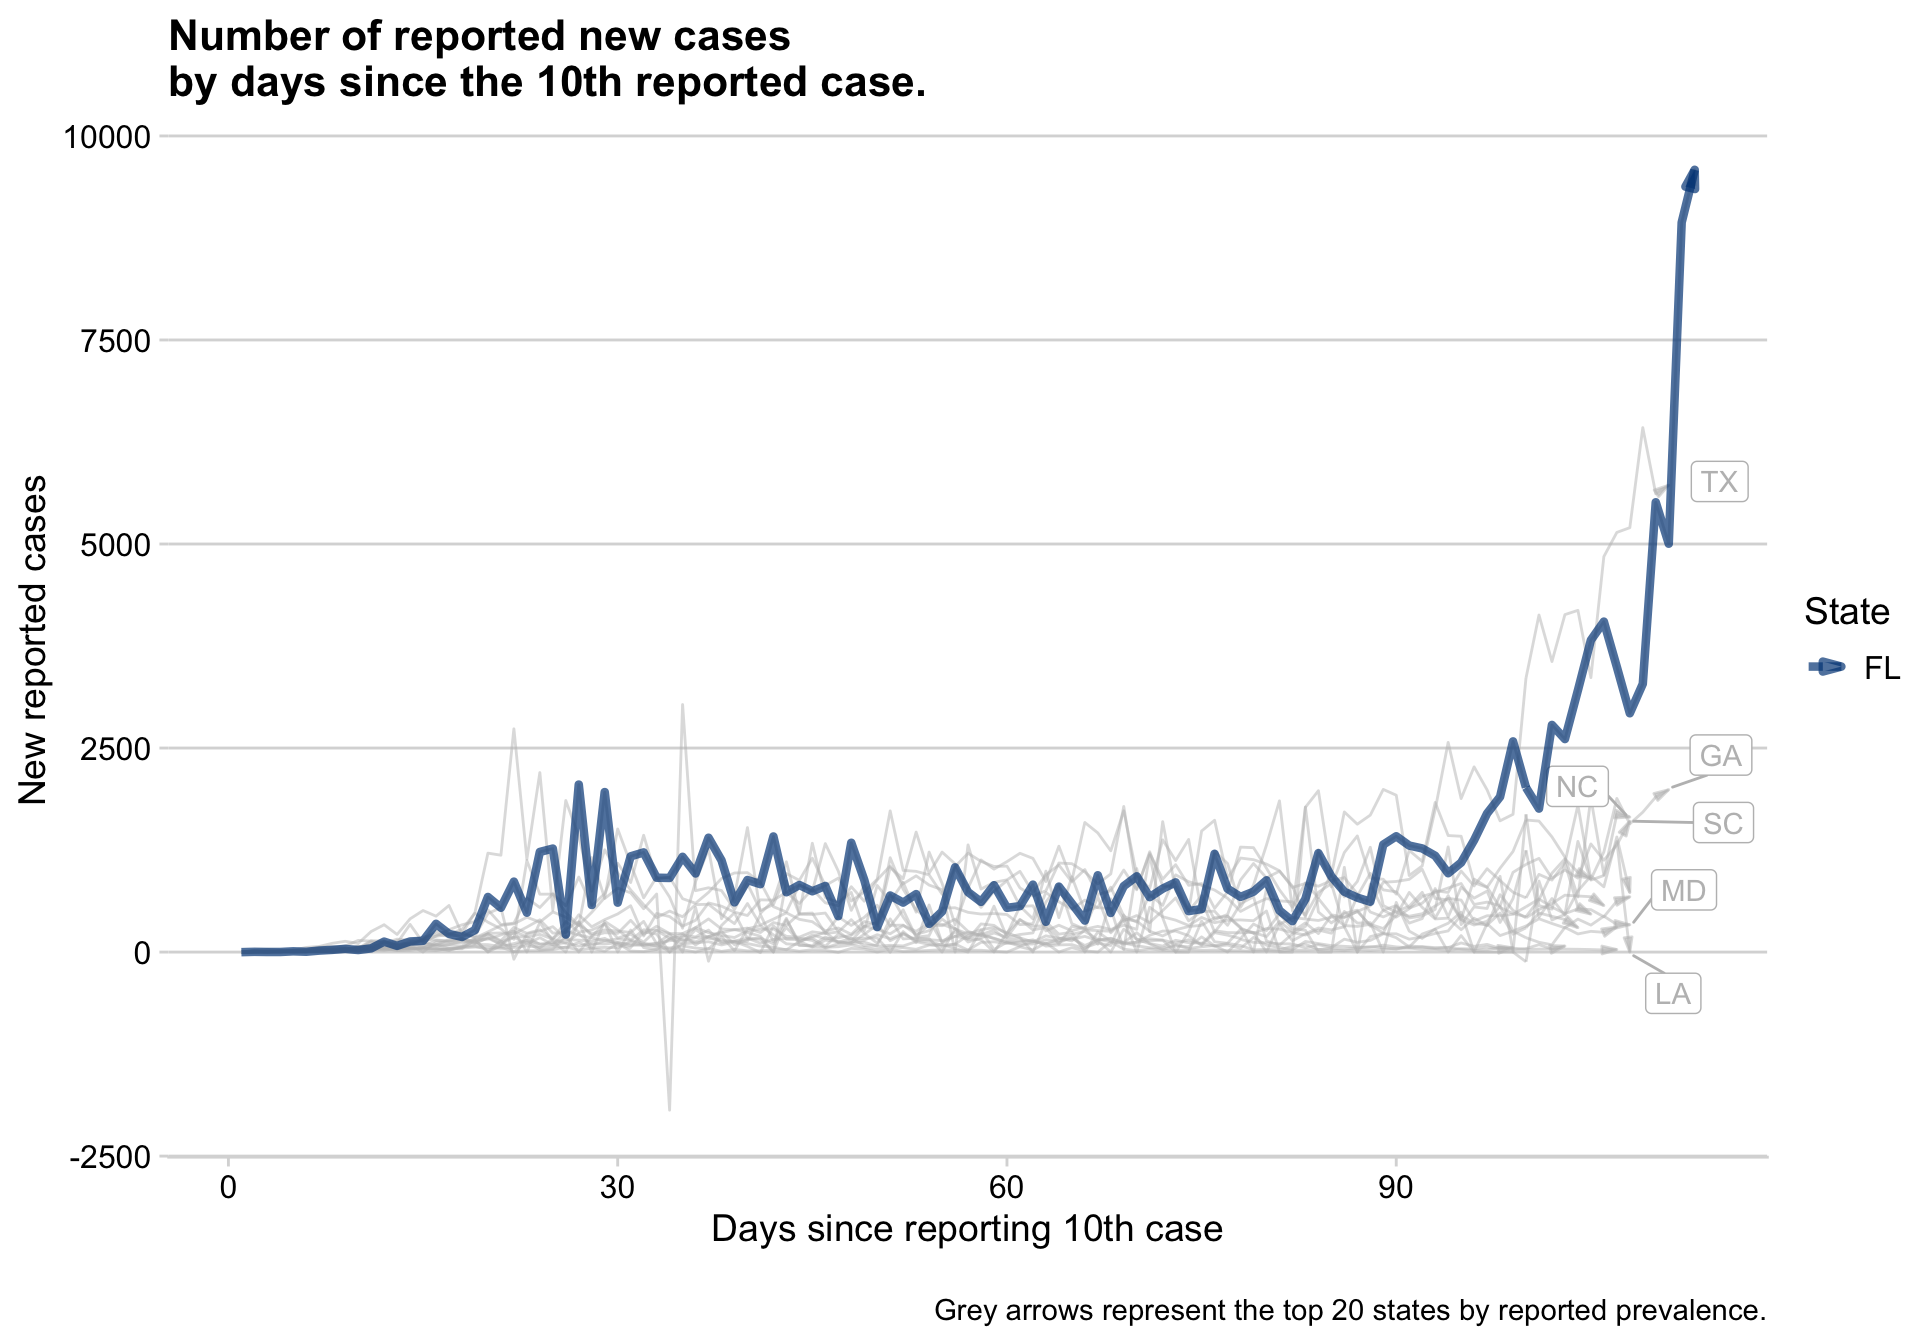 Number of reported new cases
by days since the 10th reported case.
10000
7500
5000
2500
0
-2500
New reported cases
0
30
60
90
Days since reporting 10th case
TX
GA
NC
SC
MD
LA
State
FL
Grey arrows represent the top 20 states by reported prevalence.